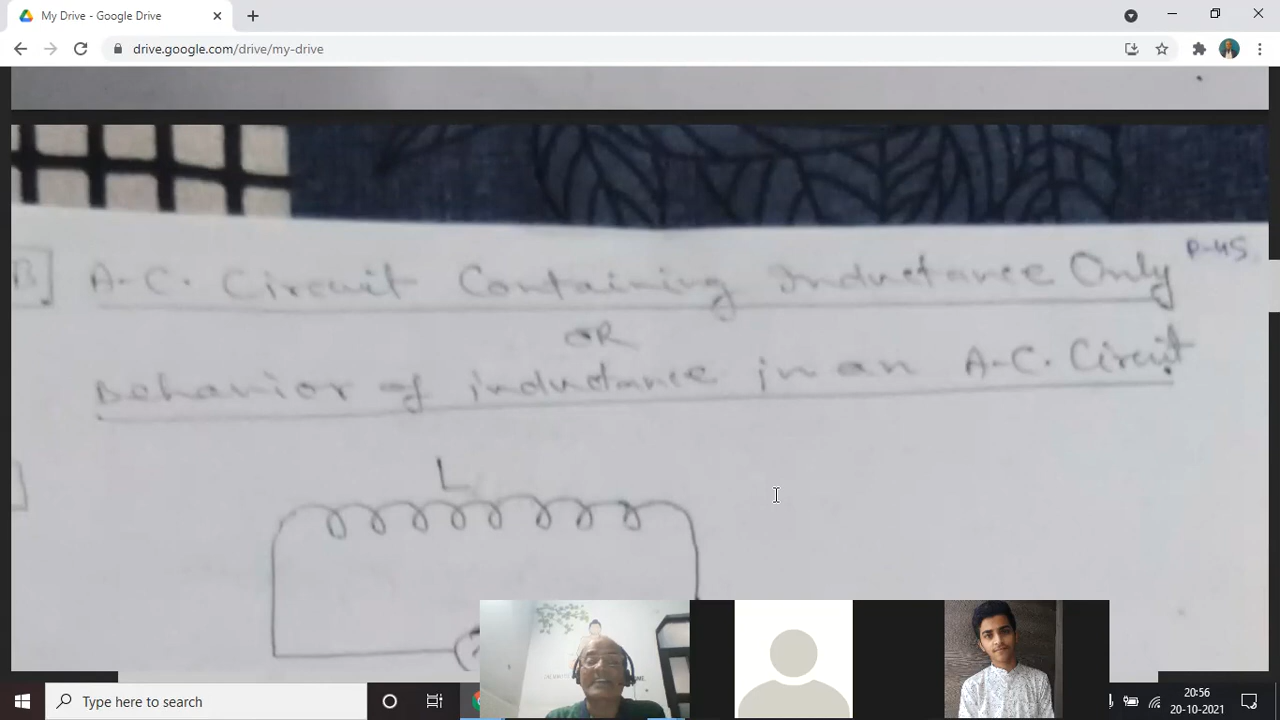 My Drive - Google Drive
drive.google.com/drive/my-drive
P-45
B] A.C. Circuit Containing Inductance Only
OR
Behavior of inductance in an A.C. Circuit
L
Type here to search
20:56
20-10-2021